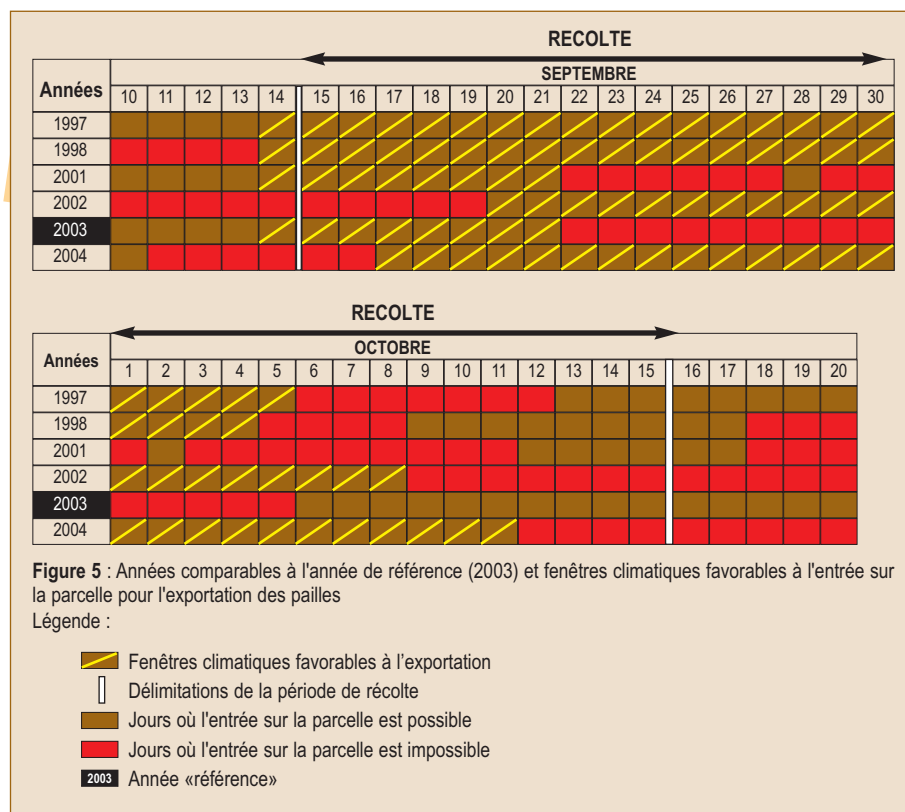 RECOLTE
SEPTEMBRE
Années 10 11 12 13 14 15 16 17 18 19 20 21 22 23 24 25 26 27 28 29 30
1997
1998
2001
2002
2003
2004
RECOLTE
OCTOBRE
Années 1 2 3 4 5 6 7 8 9 10 11 12 13 14 15 16 17 18 19 20
1997
1998
2001
2002
2003
2004
Figure 5 : Années comparables à l'année de référence (2003) et fenêtres climatiques favorables à l'entrée sur
la parcelle pour l'exportation des pailles
Légende :
Fenêtres climatiques favorables à l'exportation
Délimitations de la période de récolte
Jours où l'entrée sur la parcelle est possible
Jours où l'entrée sur la parcelle est impossible
2003 Année «référence»